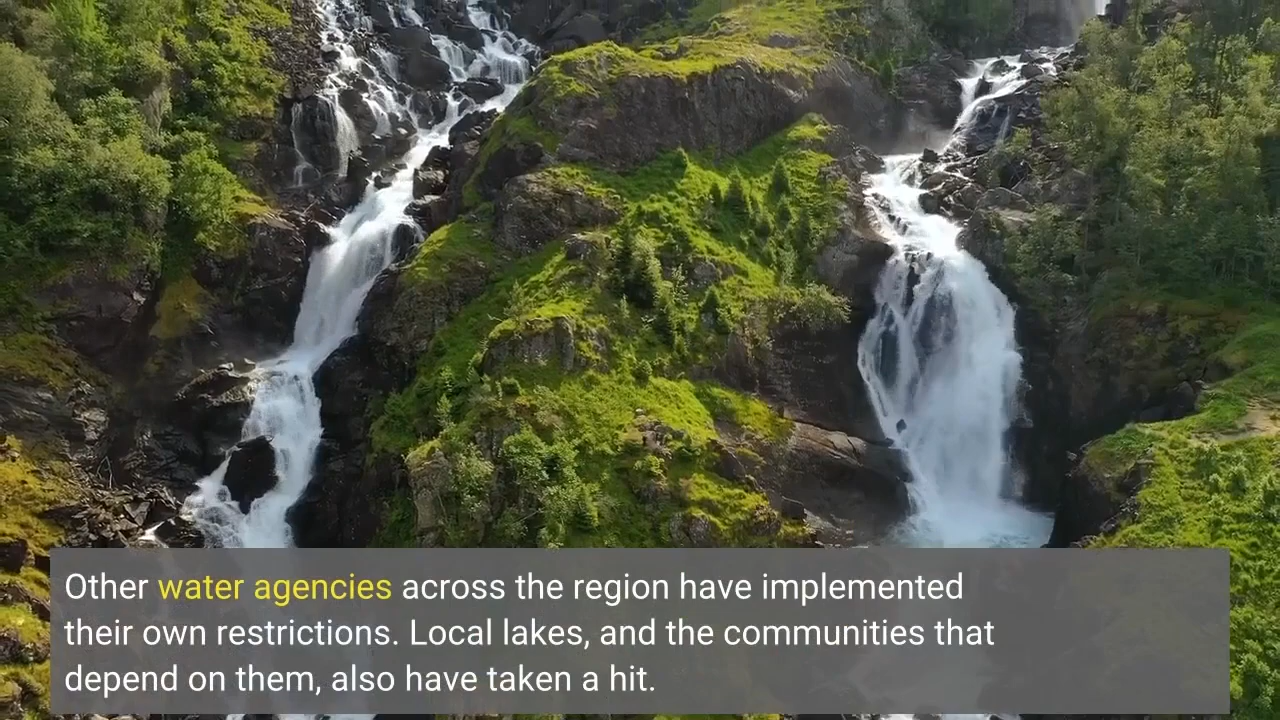 Other water agencies across the region have implemented
their own restrictions. Local lakes, and the communities that
depend on them, also have taken a hit.